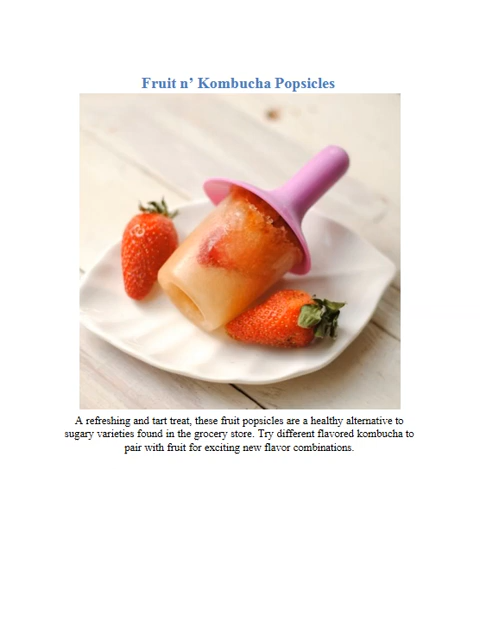 Fruit n’ Kombucha Popsicles
A refreshing and tart treat, these fruit popsicles are a healthy alternative to
sugary varieties found in the grocery store. Try different flavored kombucha to
pair with fruit for exciting new flavor combinations.